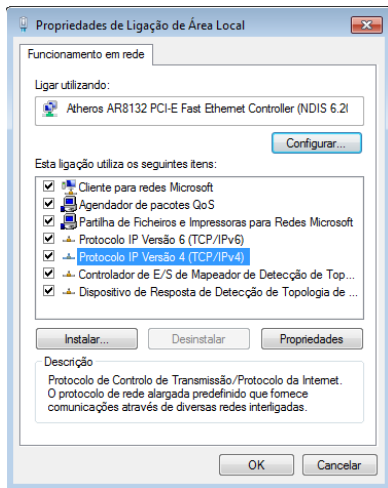 Propriedades de Ligação de Área Local
Funcionamento em rede
Ligar utilizando:
Atheros AR8132 PCI-E Fast Ethernet Controller (NDIS 6.20
Configurar...
Esta ligação utiliza os seguintes itens:
Cliente para redes Microsoft
Agendador de pacotes QoS
Partilha de Ficheiros e Impressoras para Redes Microsoft
Protocolo IP Versão 6 (TCP/IPv6)
Protocolo IP Versão 4 (TCP/IPv4)
Controlador de E/S de Mapeador de Detecção de Top...
Dispositivo de Resposta de Detecção de Topologia de ...
Instalar...
Desinstalar
Propriedades
Descrição
Protocolo de Controlo de Transmissão/Protocolo da Internet.
O protocolo de rede alargada predefinido que fornece
comunicações através de diversas redes interligadas.
OK
Cancelar